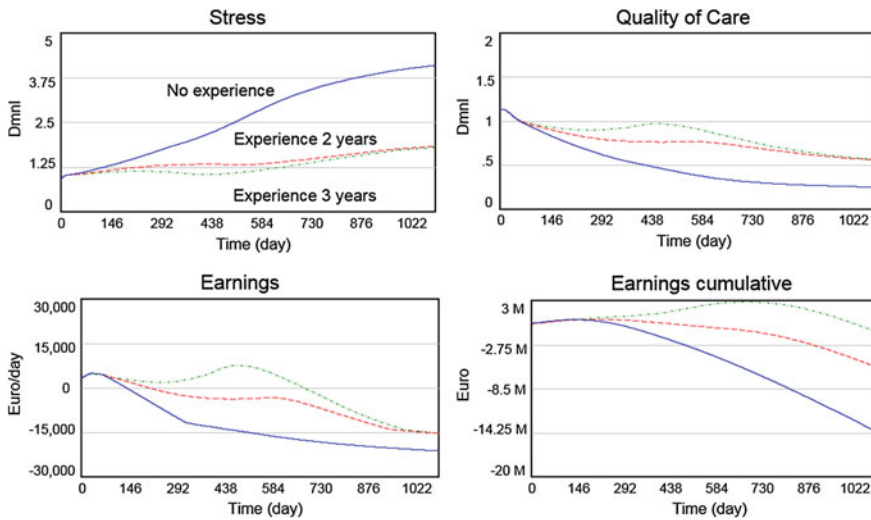 Stress
5
3.75
2.5
1.25
0
Dmnl
No experience
Experience 2 years
Experience 3 years
0 146 292 438 584 730 876 1022
Time (day)
Quality of Care
2
1.5
1
.5
0
Dmnl
0 146 292 438 584 730 876 1022
Time (day)
Earnings
30,000
15,000
0
-15,000
-30,000
Euro/day
0 146 292 438 584 730 876 1022
Time (day)
Earnings cumulative
3 M
-2.75 M
-8.5 M
-14.25 M
-20 M
Euro
0 146 292 438 584 730 876 1022
Time (day)